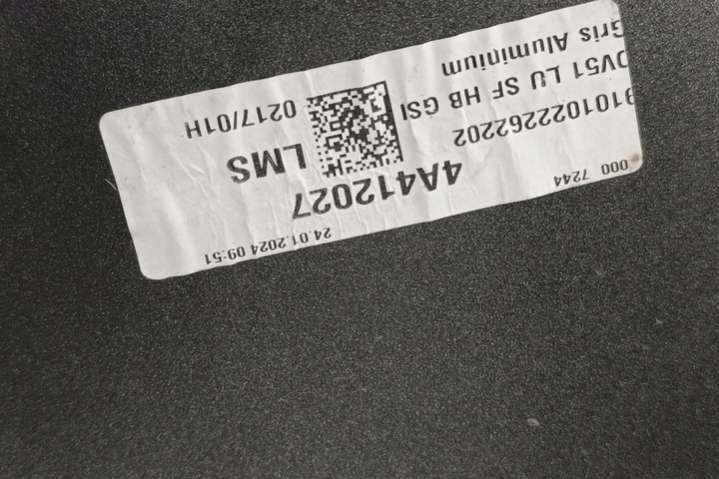 000 7244 24.01.2024 09:51
4A412027
9101022262202 LMS
OV51 LU SF HB GSI 0217/01H
Gris Aluminium